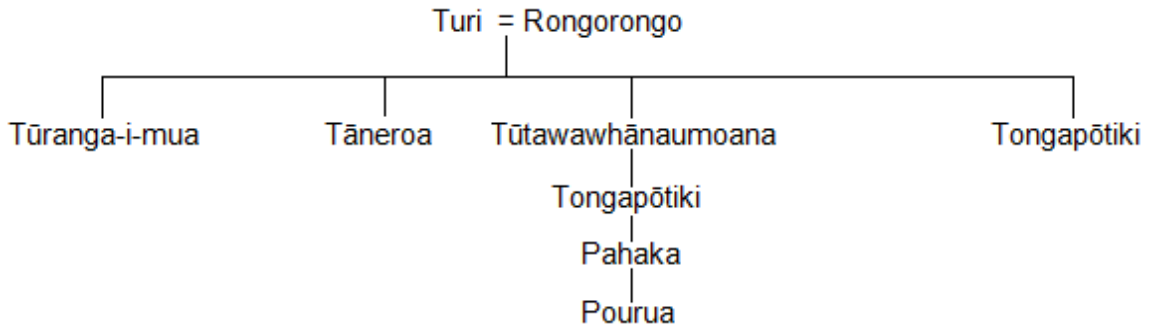 Turi = Rongorongo
Tūranga-i-mua Tāneroa Tūtawawhānaumoana Tongapōtiki
Tongapōtiki
Pahaka
Pourua